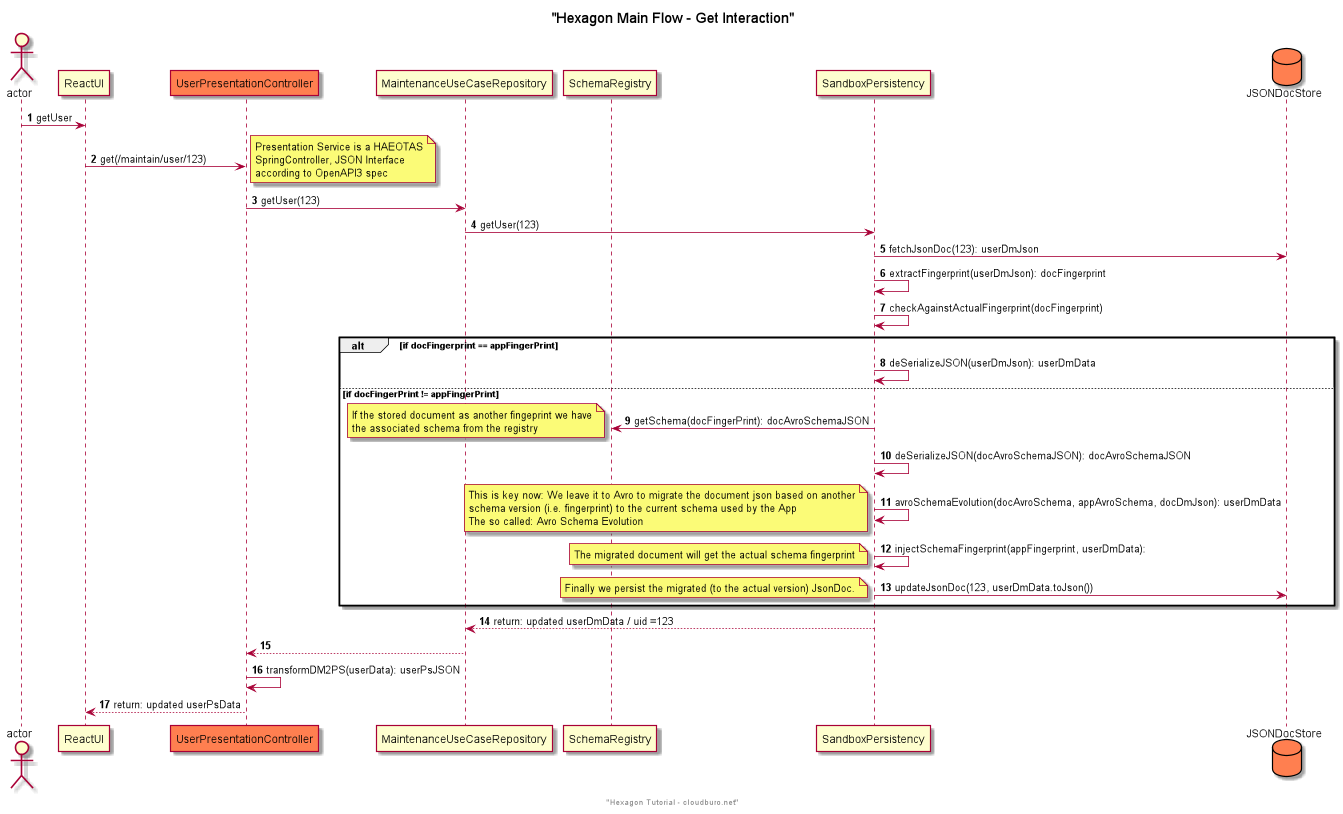 "Hexagon Main Flow - Get Interaction"
actor
ReactUI
UserPresentationController
MaintenanceUseCaseRepository
SchemaRegistry
SandboxPersistency
JSONDocStore
1 getUser
Presentation Service is a HAEOTAS
SpringController, JSON Interface
according to OpenAPI3 spec
2 get(/maintain/user/123)
3 getUser(123)
4 getUser(123)
5 fetchJsonDoc(123): userDmJson
6 extractFingerprint(userDmJson): docFingerprint
7 checkAgainstActualFingerprint(docFingerprint)
alt [if docFingerprint == appFingerPrint]
8 deSerializeJSON(userDmJson): userDmData
[if docFingerPrint != appFingerPrint]
If the stored document as another fingeprint we have
the associated schema from the registry
9 getSchema(docFingerPrint): docAvroSchemaJSON
10 deSerializeJSON(docAvroSchemaJSON): docAvroSchemaJSON
This is key now: We leave it to Avro to migrate the document json based on another
schema version (i.e. fingerprint) to the current schema used by the App
The so called: Avro Schema Evolution
11 avroSchemaEvolution(docAvroSchema, appAvroSchema, docDmJson): userDmData
The migrated document will get the actual schema fingerprint
12 injectSchemaFingerprint(appFingerprint, userDmData):
Finally we persist the migrated (to the actual version) JsonDoc.
13 updateJsonDoc(123, userDmData.toJson())
14 return: updated userDmData / uid =123
15
16 transformDM2PS(userData): userPsJSON
17 return: updated userPsData
actor
ReactUI
UserPresentationController
MaintenanceUseCaseRepository
SchemaRegistry
SandboxPersistency
JSONDocStore
"Hexagon Tutorial - cloudburo.net"